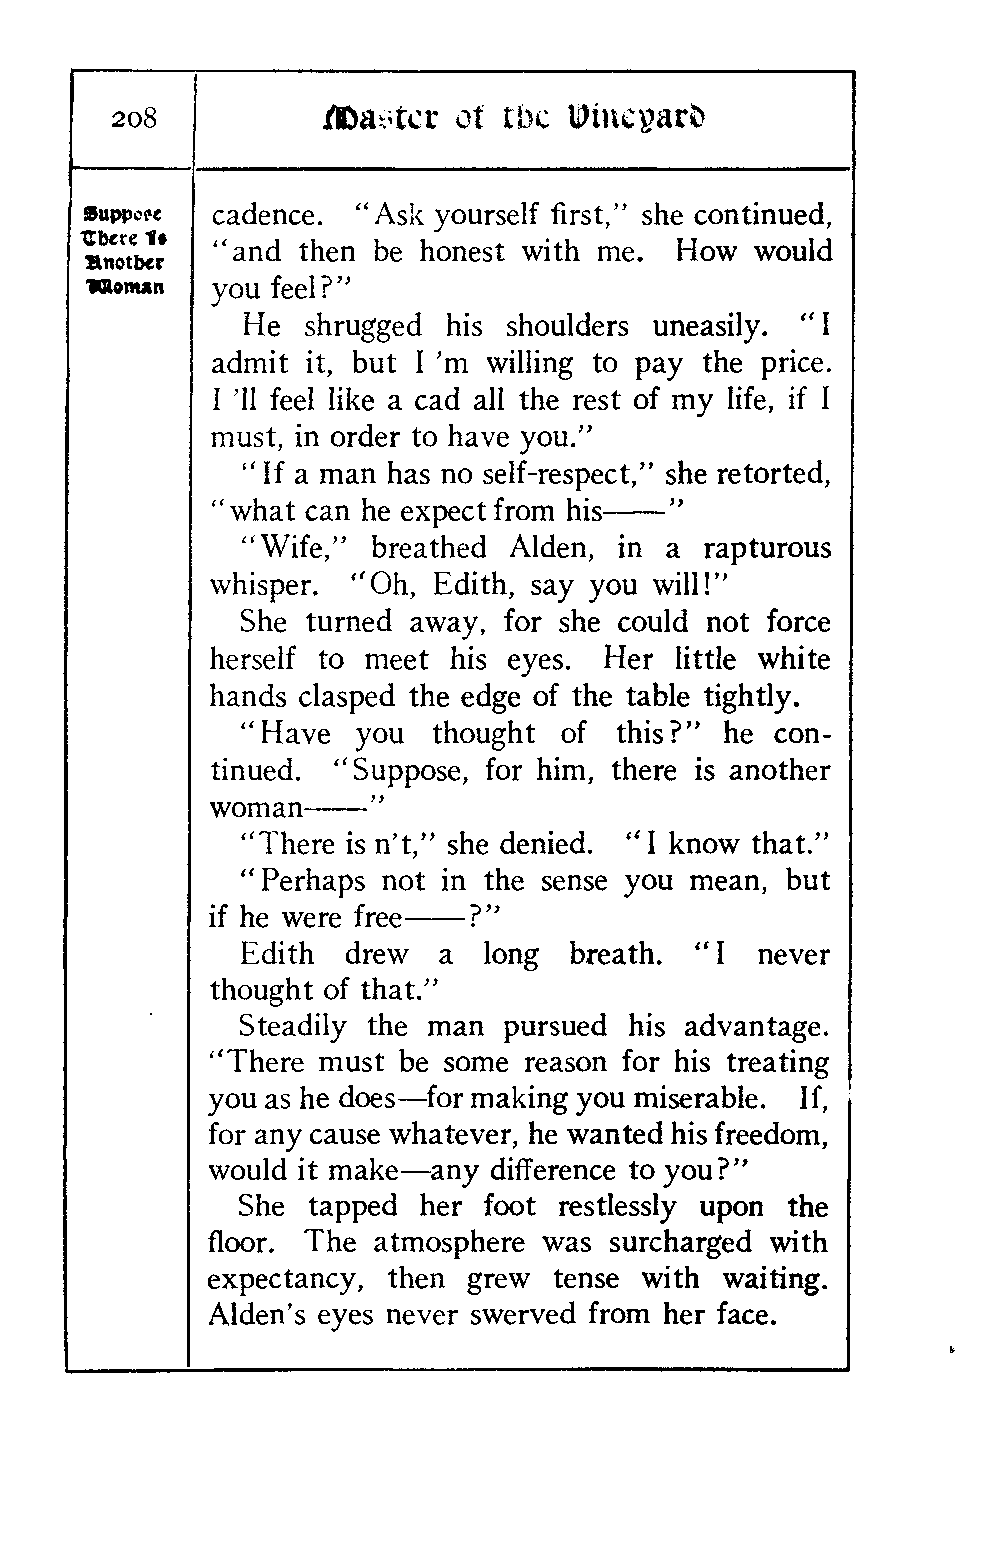 208
Master of the Vineyard
Suppose
There Is
Another
Woman
cadence. "Ask yourself first," she continued,
"and then be honest with me. How would
you feel?"
He shrugged his shoulders uneasily. "I
admit it, but I 'm willing to pay the price.
I 'll feel like a cad all the rest of my life, if I
must, in order to have you."
"If a man has no self-respect," she retorted,
"what can he expect from his——"
"Wife," breathed Alden, in a rapturous
whisper. "Oh, Edith, say you will!"
She turned away, for she could not force
herself to meet his eyes. Her little white
hands clasped the edge of the table tightly.
"Have you thought of this?" he con-
tinued. "Suppose, for him, there is another
woman——"
"There is n't," she denied. "I know that."
"Perhaps not in the sense you mean, but
if he were free——?"
Edith drew a long breath. "I never
thought of that."
Steadily the man pursued his advantage.
"There must be some reason for his treating
you as he does—for making you miserable. If,
for any cause whatever, he wanted his freedom,
would it make—any difference to you?"
She tapped her foot restlessly upon the
floor. The atmosphere was surcharged with
expectancy, then grew tense with waiting.
Alden's eyes never swerved from her face.